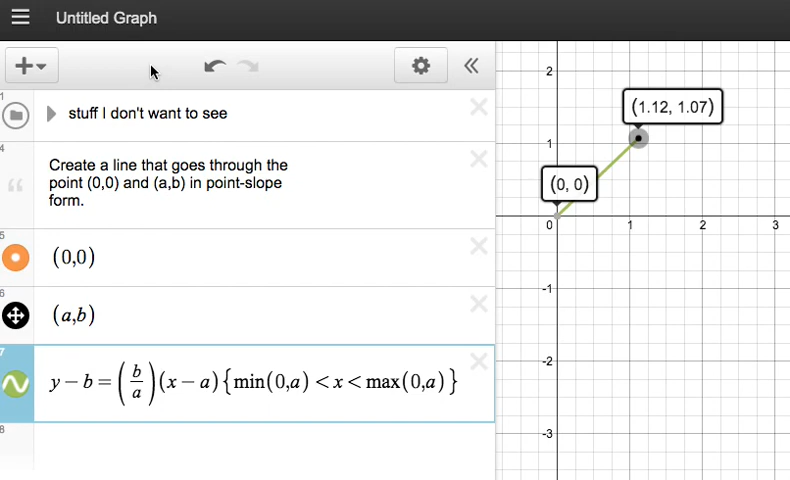 Untitled Graph
1
stuff I don't want to see
4
Create a line that goes through the
point (0,0) and (a,b) in point-slope
form.
5
(0,0)
6
(a,b)
7
y − b = (b/a)(x − a){min(0,a) < x < max(0,a)}
8
2
(1.12, 1.07)
1
(0, 0)
0 1 2 3
-1
-2
-3